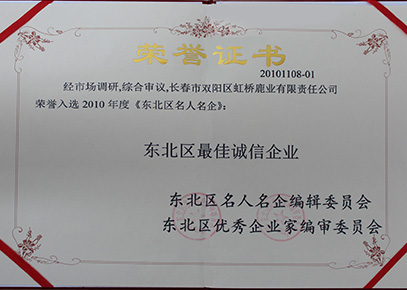 荣誉证书
20101108-01
经市场调研,综合审议,长春市双阳区虹桥鹿业有限责任公司
荣誉入选2010年度《东北区名人名企》:
东北区最佳诚信企业
东北区名人名企编辑委员会
东北区优秀企业家编审委员会